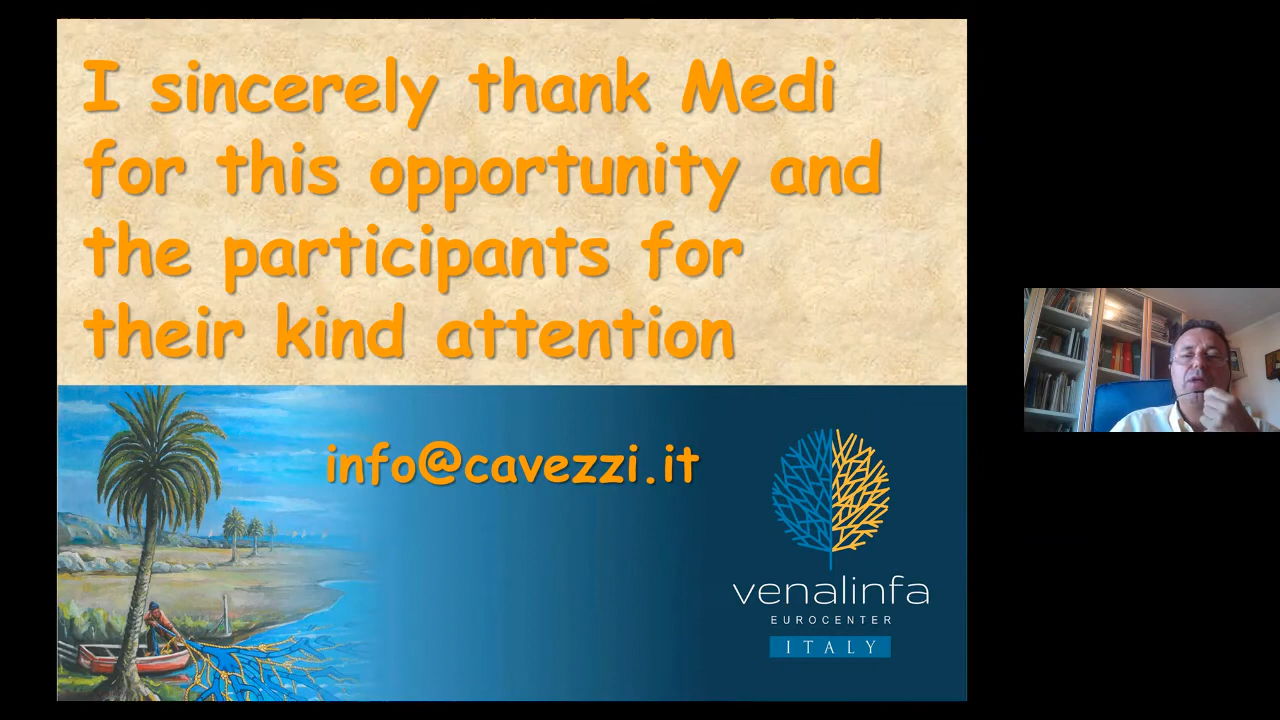 I sincerely thank Medi
for this opportunity and
the participants for
their kind attention
info@cavezzi.it
venalinfa
EUROCENTER
ITALY